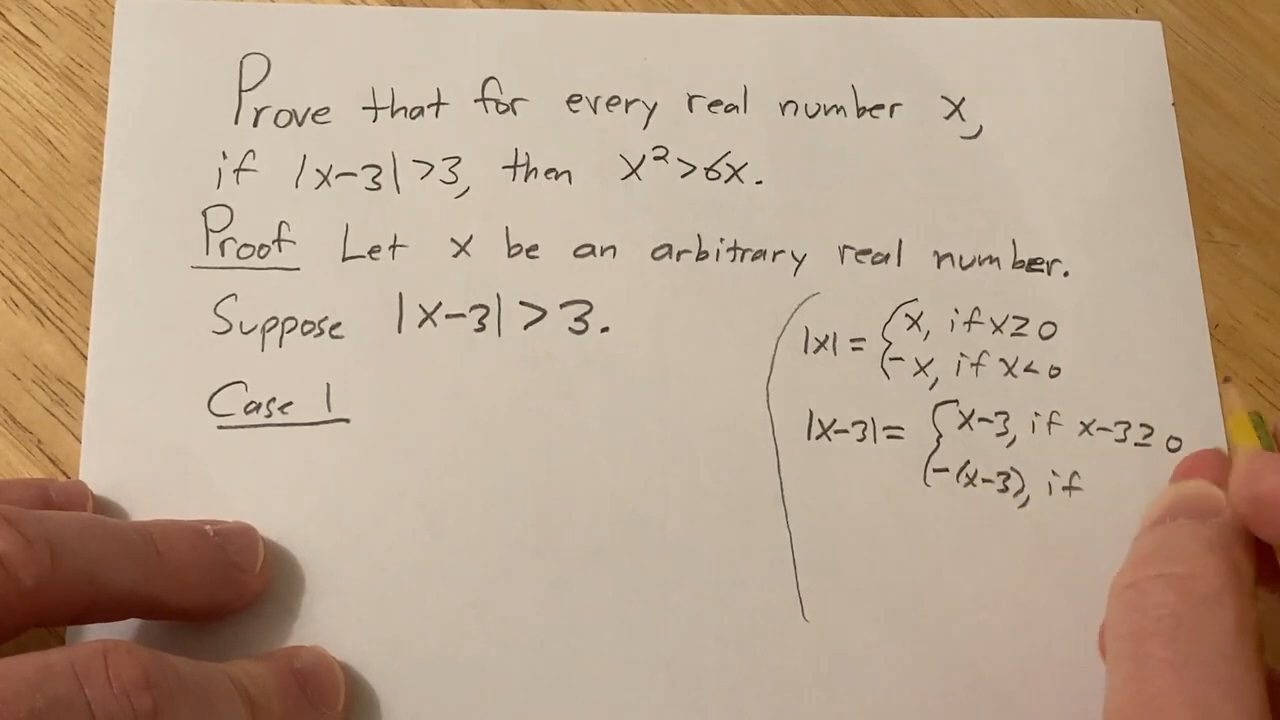 Prove that for every real number x,
if |x-3|>3, then x²>6x.
Proof Let x be an arbitrary real number.
Suppose |x-3|>3.
Case 1
|x|= {x, if x≥0
{-x, if x<0
|x-3|= {x-3, if x-3≥0
{-(x-3), if